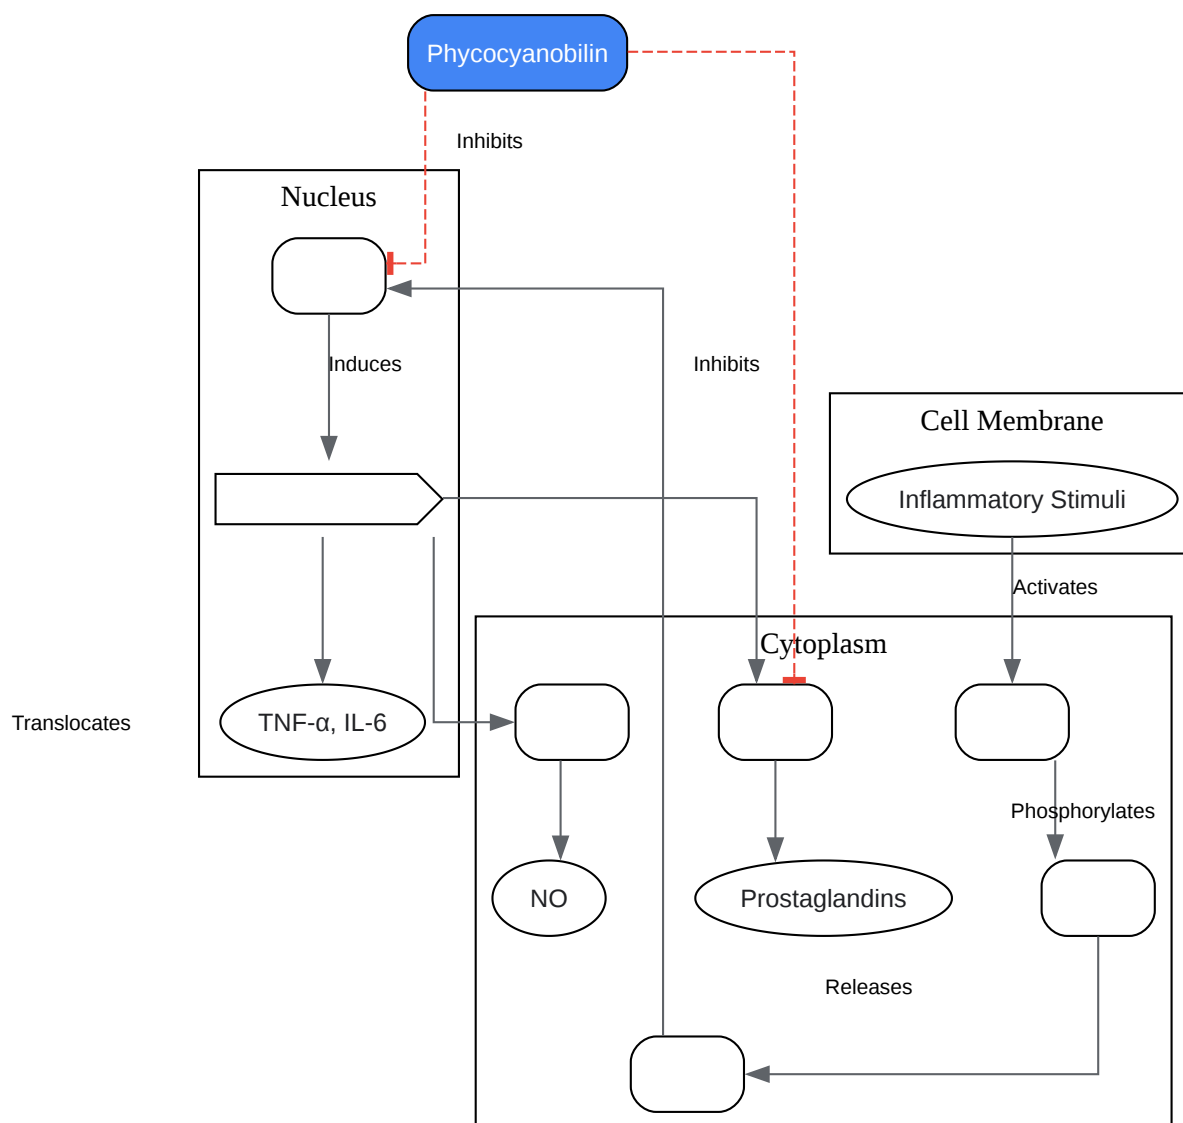 Phycocyanobilin
Inhibits
Nucleus
Induces
Inhibits
Cell Membrane
Inflammatory Stimuli
Activates
Cytoplasm
TNF-α, IL-6
Translocates
Phosphorylates
NO
Prostaglandins
Releases